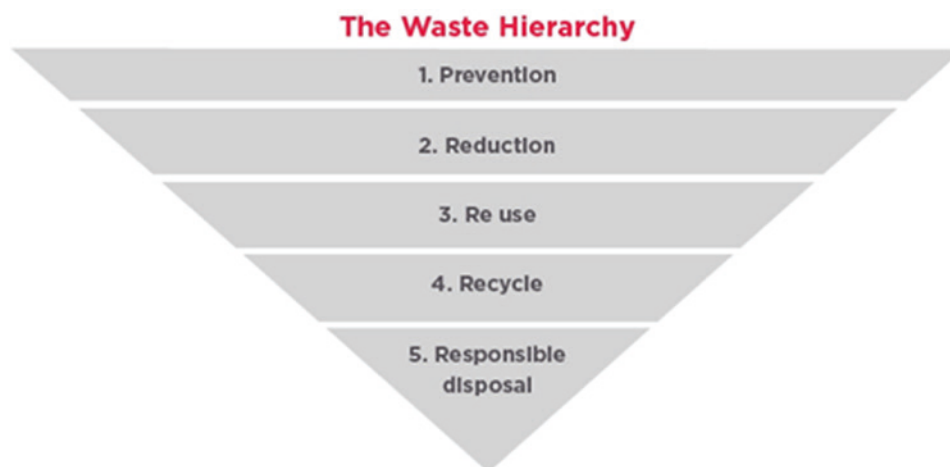 The Waste Hierarchy
1. Prevention
2. Reduction
3. Re use
4. Recycle
5. Responsible
disposal